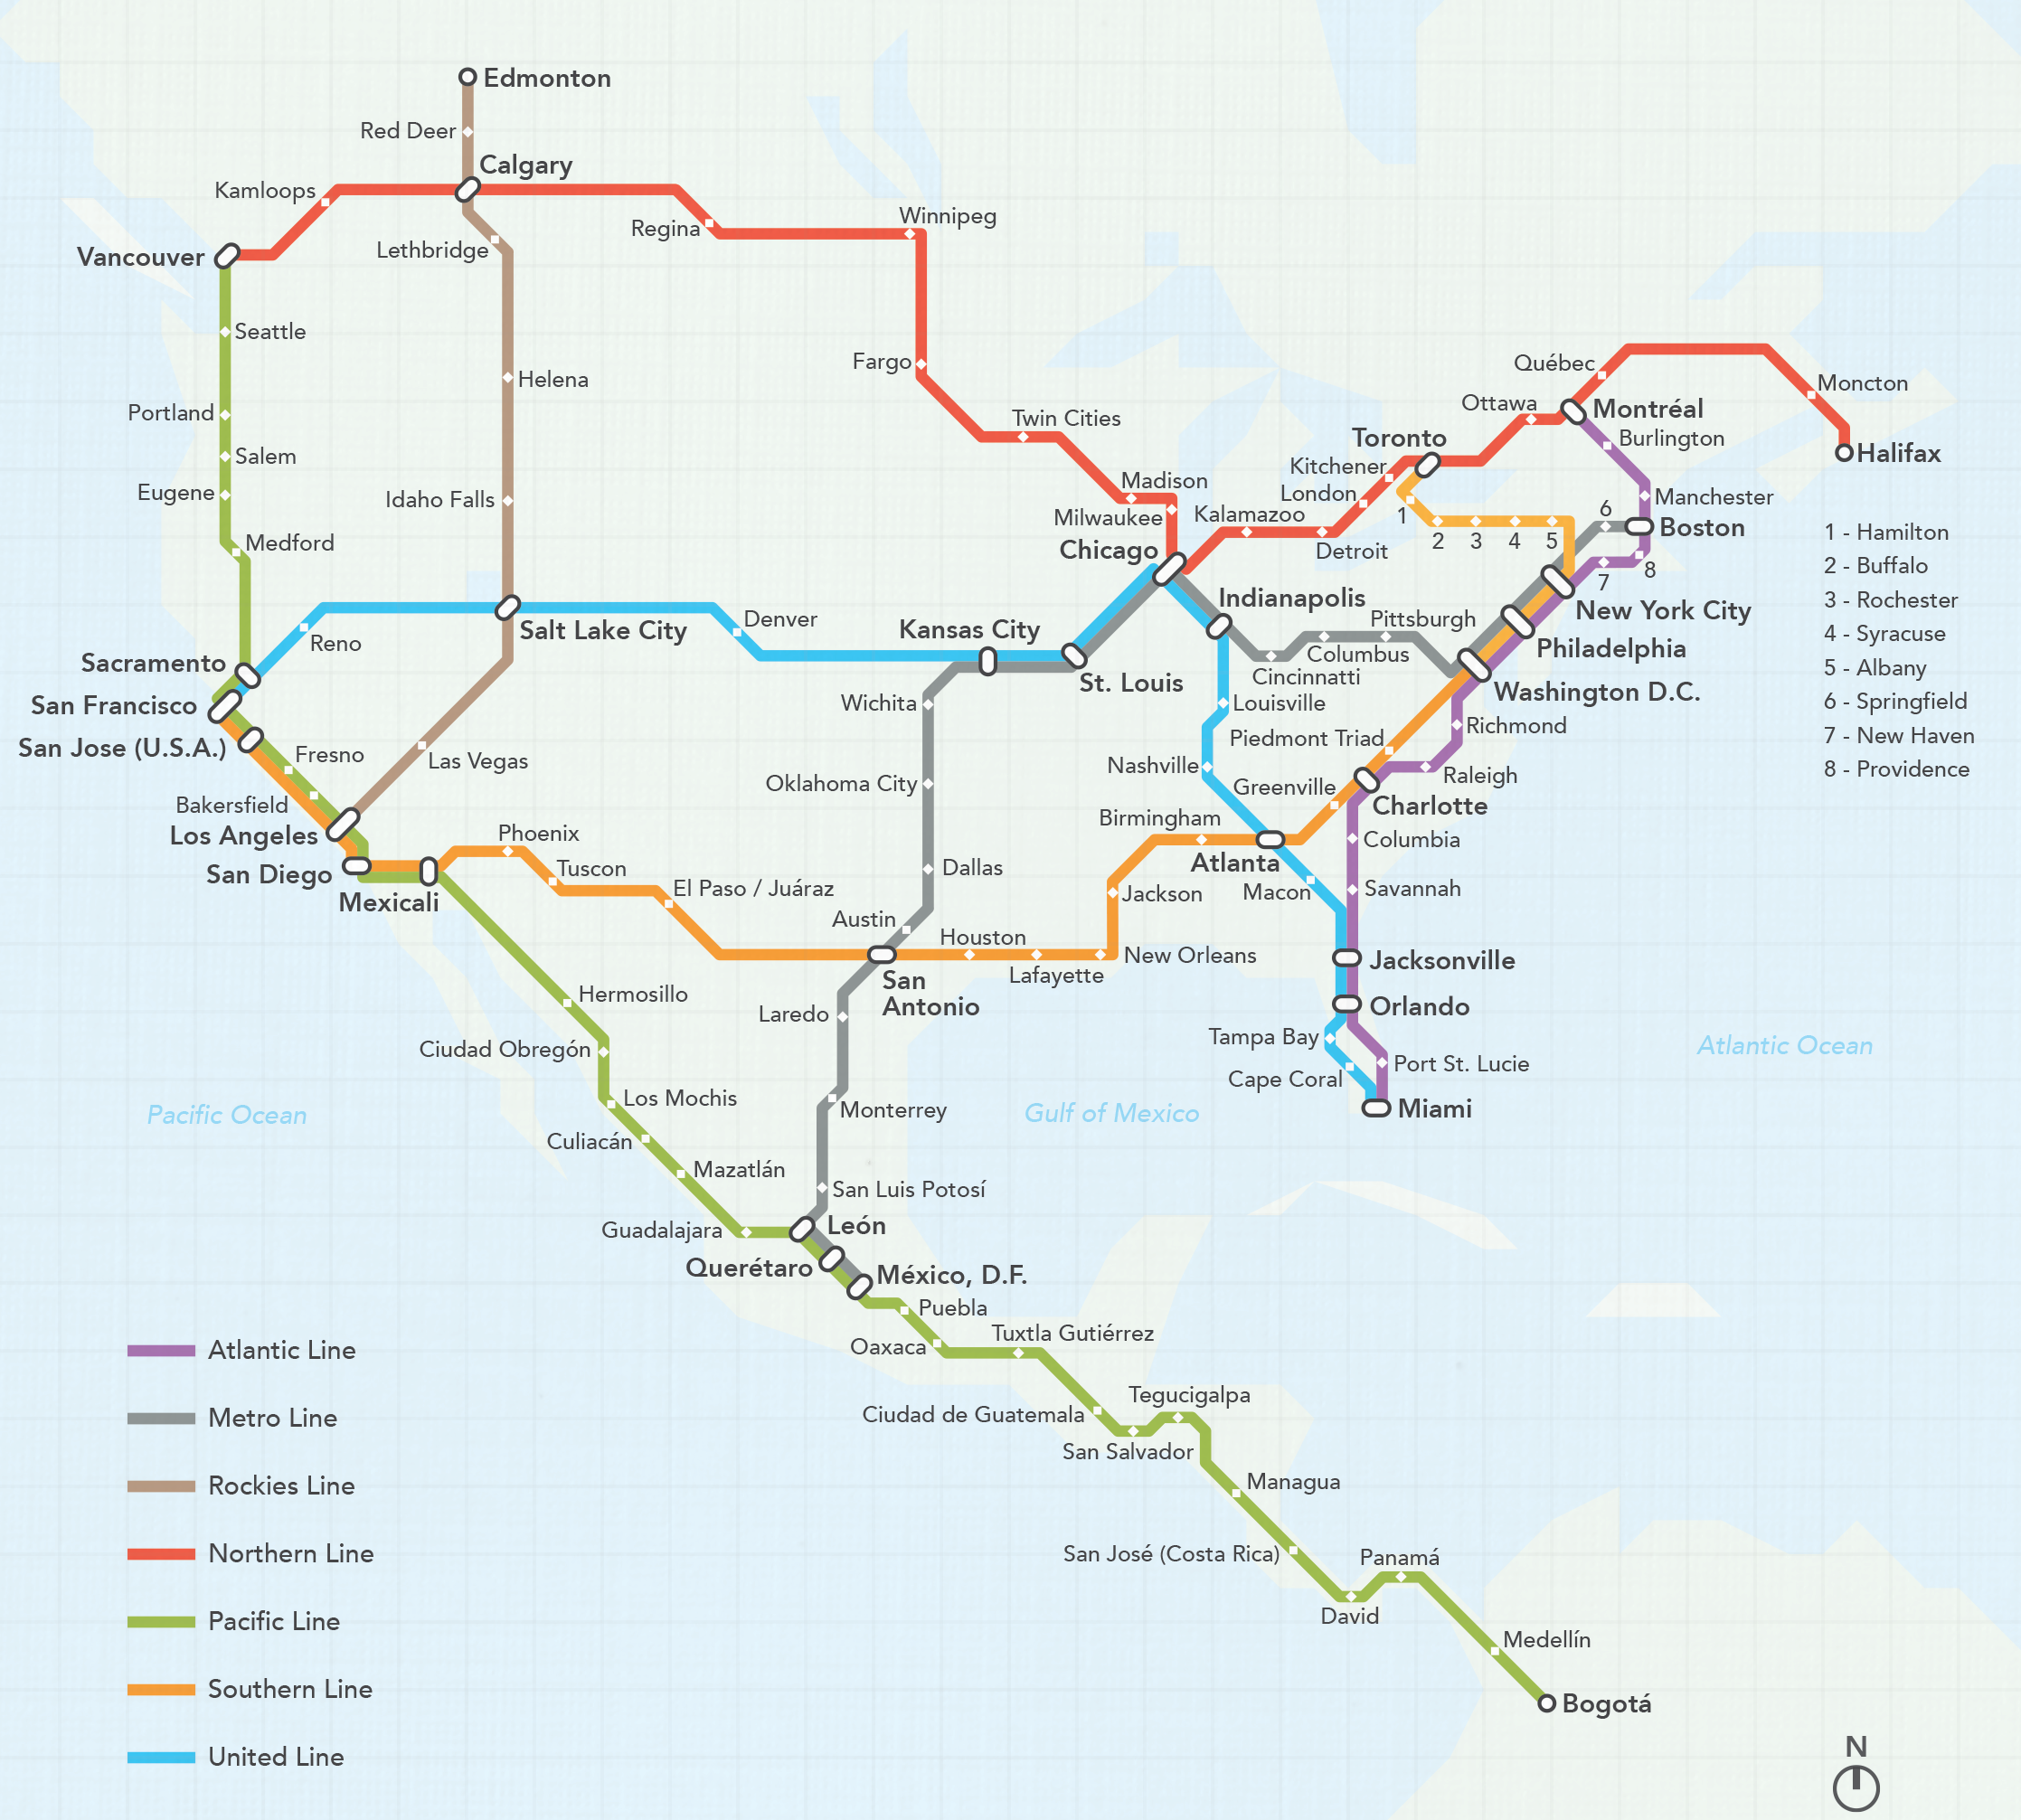 Edmonton
Red Deer
Calgary
Kamloops
Vancouver
Lethbridge
Regina
Winnipeg
Seattle
Helena
Fargo
Portland
Salem
Eugene
Idaho Falls
Medford
Twin Cities
Madison
Milwaukee
Chicago
Kalamazoo
Detroit
London
Kitchener
Toronto
Ottawa
Québec
Montréal
Burlington
Moncton
Halifax
Manchester
Boston
1
2
3
4
5
6
7
8
1 - Hamilton
2 - Buffalo
3 - Rochester
4 - Syracuse
5 - Albany
6 - Springfield
7 - New Haven
8 - Providence
New York City
Philadelphia
Washington D.C.
Pittsburgh
Columbus
Cincinnatti
Indianapolis
Reno
Salt Lake City
Denver
Kansas City
St. Louis
Sacramento
San Francisco
San Jose (U.S.A.)
Fresno
Bakersfield
Los Angeles
San Diego
Mexicali
Las Vegas
Phoenix
Tuscon
El Paso / Juáraz
Wichita
Oklahoma City
Dallas
Austin
San
Antonio
Houston
Lafayette
New Orleans
Jackson
Birmingham
Atlanta
Louisville
Nashville
Piedmont Triad
Greenville
Richmond
Raleigh
Charlotte
Columbia
Savannah
Macon
Jacksonville
Orlando
Tampa Bay
Cape Coral
Port St. Lucie
Miami
Laredo
Monterrey
San Luis Potosí
León
Querétaro
México, D.F.
Hermosillo
Ciudad Obregón
Los Mochis
Culiacán
Mazatlán
Guadalajara
Puebla
Oaxaca
Tuxtla Gutiérrez
Ciudad de Guatemala
Tegucigalpa
San Salvador
Managua
San José (Costa Rica)
Panamá
David
Medellín
Bogotá
Pacific Ocean
Gulf of Mexico
Atlantic Ocean
Atlantic Line
Metro Line
Rockies Line
Northern Line
Pacific Line
Southern Line
United Line
N